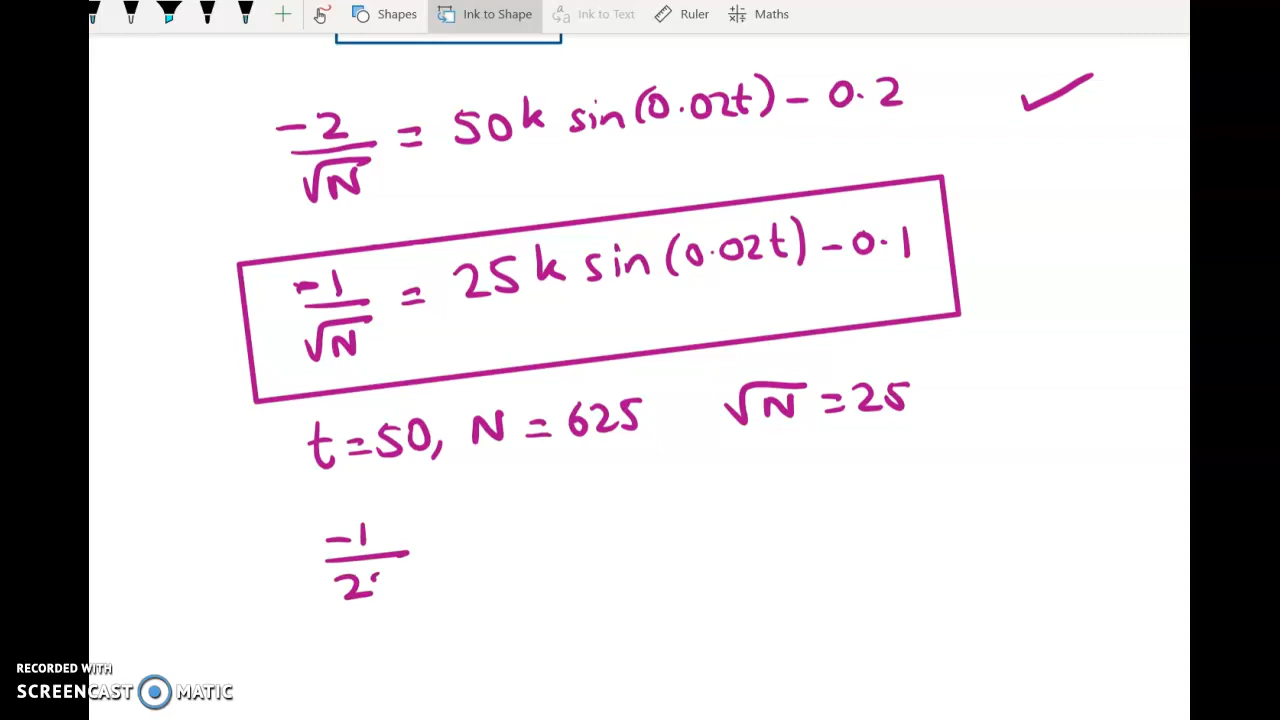 Shapes Ink to Shape Ink to Text Ruler Maths
-2/√N = 50k sin(0.02t) - 0.2 ✓
-1/√N = 25k sin(0.02t) - 0.1
t=50, N = 625 √N = 25
-1/2
RECORDED WITH
SCREENCAST MATIC